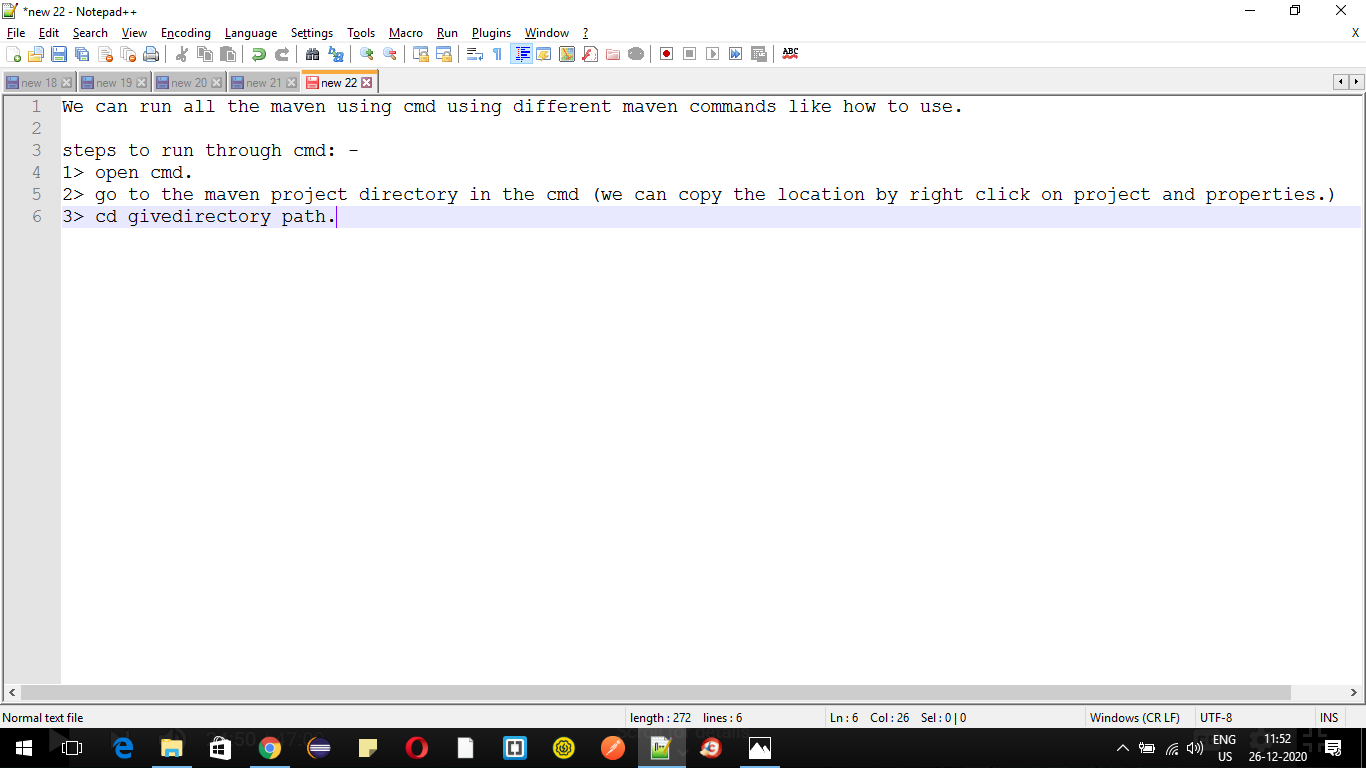 *new 22 - Notepad++
File Edit Search View Encoding Language Settings Tools Macro Run Plugins Window ? X
ABC
new 18 new 19 new 20 new 21 new 22
1 We can run all the maven using cmd using different maven commands like how to use.
2
3 steps to run through cmd: -
4 1> open cmd.
5 2> go to the maven project directory in the cmd (we can copy the location by right click on project and properties.)
6 3> cd givedirectory path.
Normal text file length : 272 lines : 6 Ln : 6 Col : 26 Sel : 0 | 0 Windows (CR LF) UTF-8 INS
ENG 11:52
US 26-12-2020